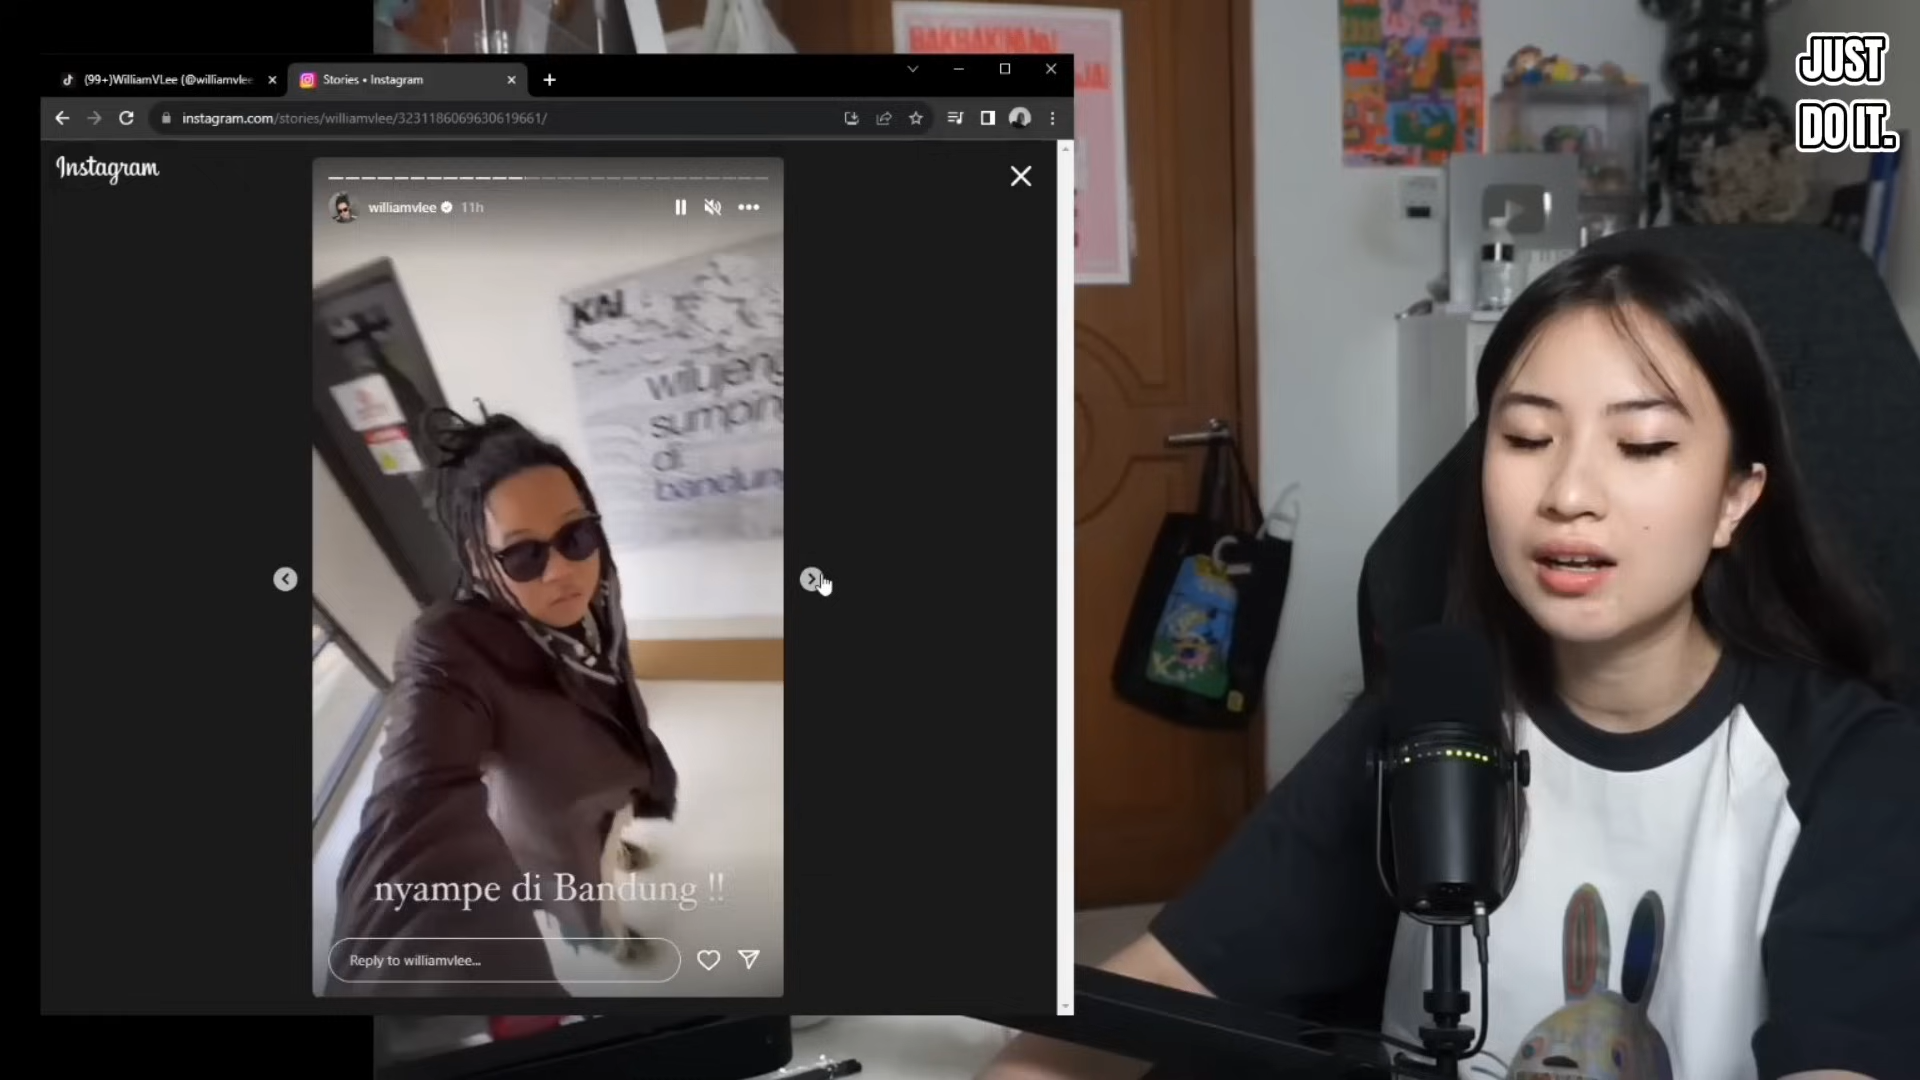 JUST
DO IT.
(99+)WilliamVLee (@williamvlee
Stories • Instagram
instagram.com/stories/williamvlee/3231186069630619661/
Instagram
williamvlee 11h
KAI
wilujeng
sumping
di
bandung
nyampe di Bandung !!
Reply to williamvlee...